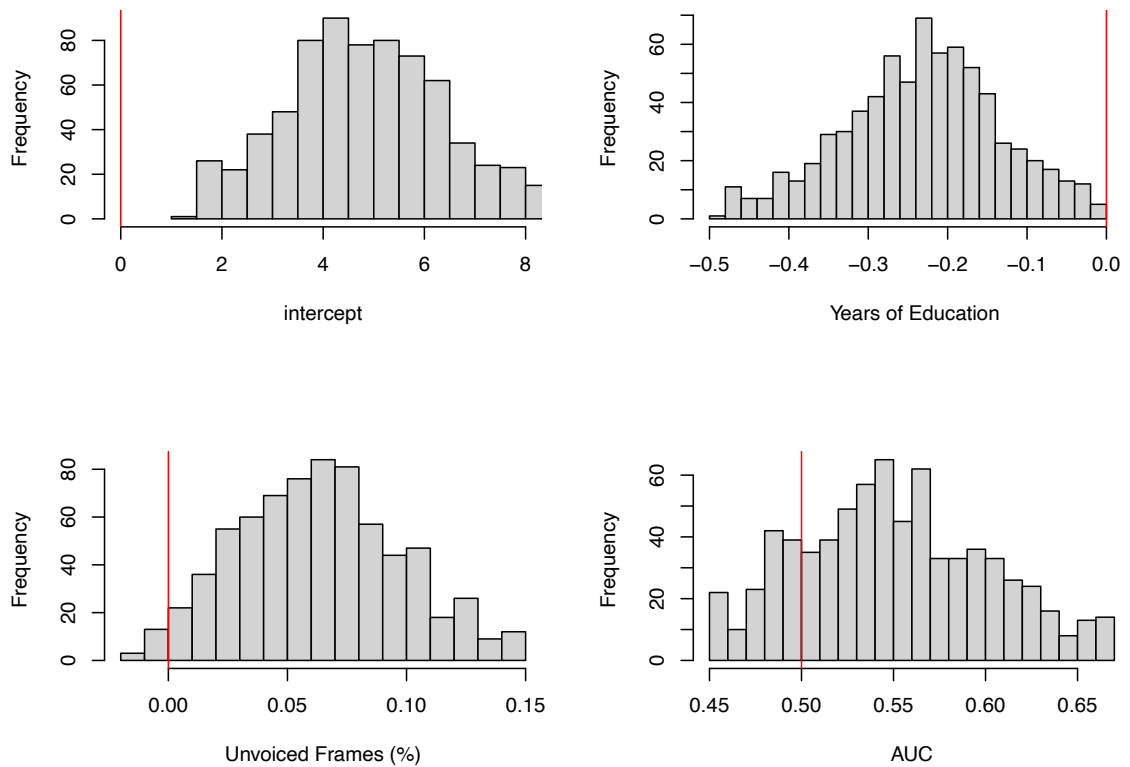 Frequency
0 20 40 60 80
0 2 4 6 8
intercept
Frequency
0 20 40 60
−0.5 −0.4 −0.3 −0.2 −0.1 0.0
Years of Education
Frequency
0 20 40 60 80
0.00 0.05 0.10 0.15
Unvoiced Frames (%)
Frequency
0 20 40 60
0.45 0.50 0.55 0.60 0.65
AUC